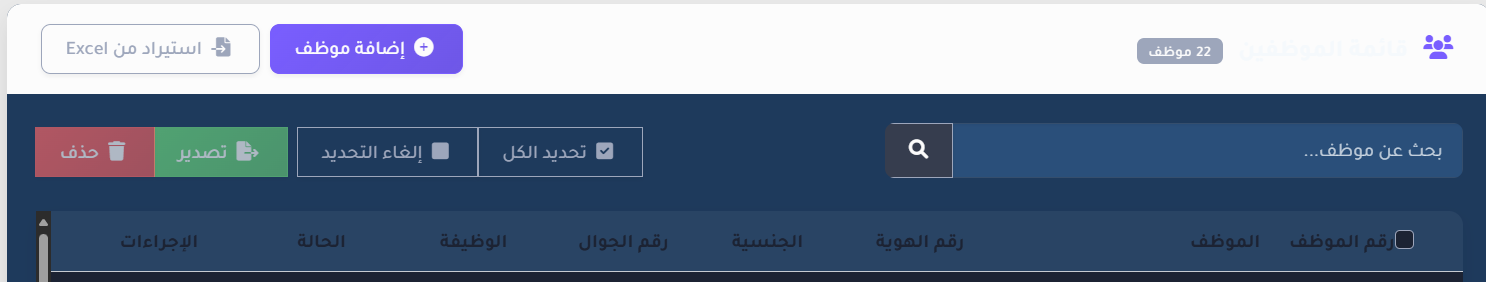 قائمة الموظفين 22 موظف إضافة موظف استيراد من Excel
بحث عن موظف... تحديد الكل إلغاء التحديد تصدير حذف
رقم الموظف الموظف رقم الهوية الجنسية رقم الجوال الوظيفة الحالة الإجراءات